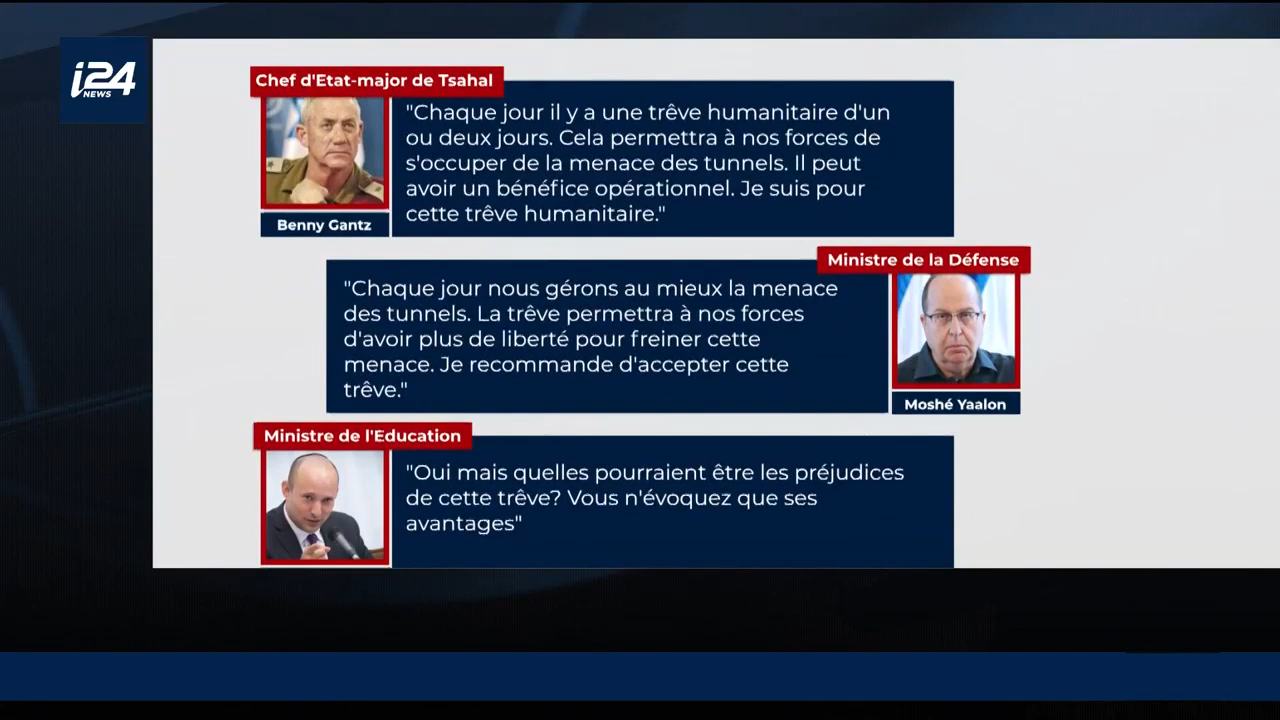 i24
NEWS
Chef d'Etat-major de Tsahal
"Chaque jour il y a une trêve humanitaire d'un
ou deux jours. Cela permettra à nos forces de
s'occuper de la menace des tunnels. Il peut
avoir un bénéfice opérationnel. Je suis pour
cette trêve humanitaire."
Benny Gantz
Ministre de la Défense
"Chaque jour nous gérons au mieux la menace
des tunnels. La trêve permettra à nos forces
d'avoir plus de liberté pour freiner cette
menace. Je recommande d'accepter cette
trêve."
Moshé Yaalon
Ministre de l'Education
"Oui mais quelles pourraient être les préjudices
de cette trêve? Vous n'évoquez que ses
avantages"